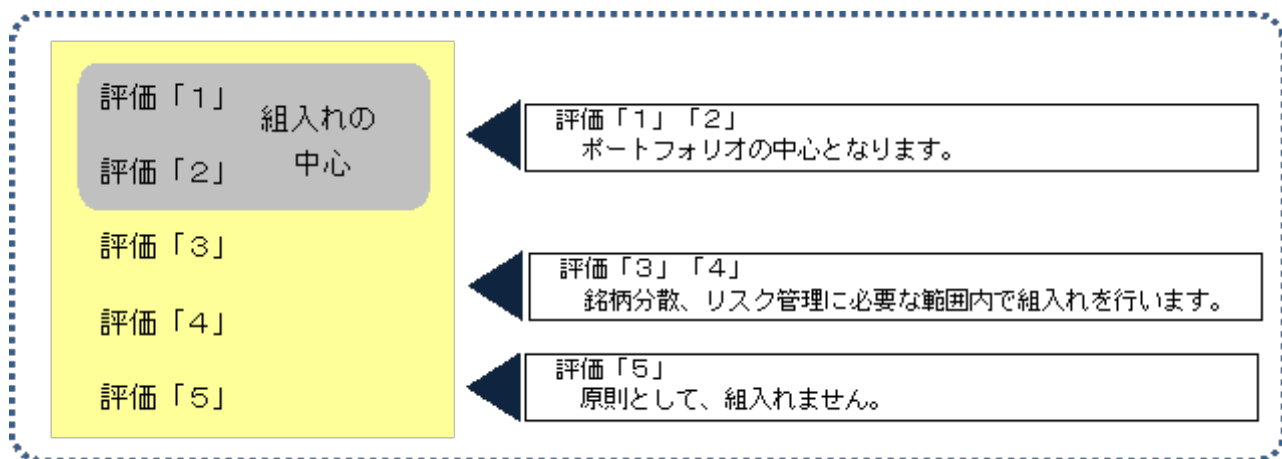 評価「１」
組入れの
中心
評価「２」
評価「３」
評価「４」
評価「５」
評価「１」「２」
ポートフォリオの中心となります。
評価「３」「４」
銘柄分散、リスク管理に必要な範囲内で組入れを行います。
評価「５」
原則として、組入れません。